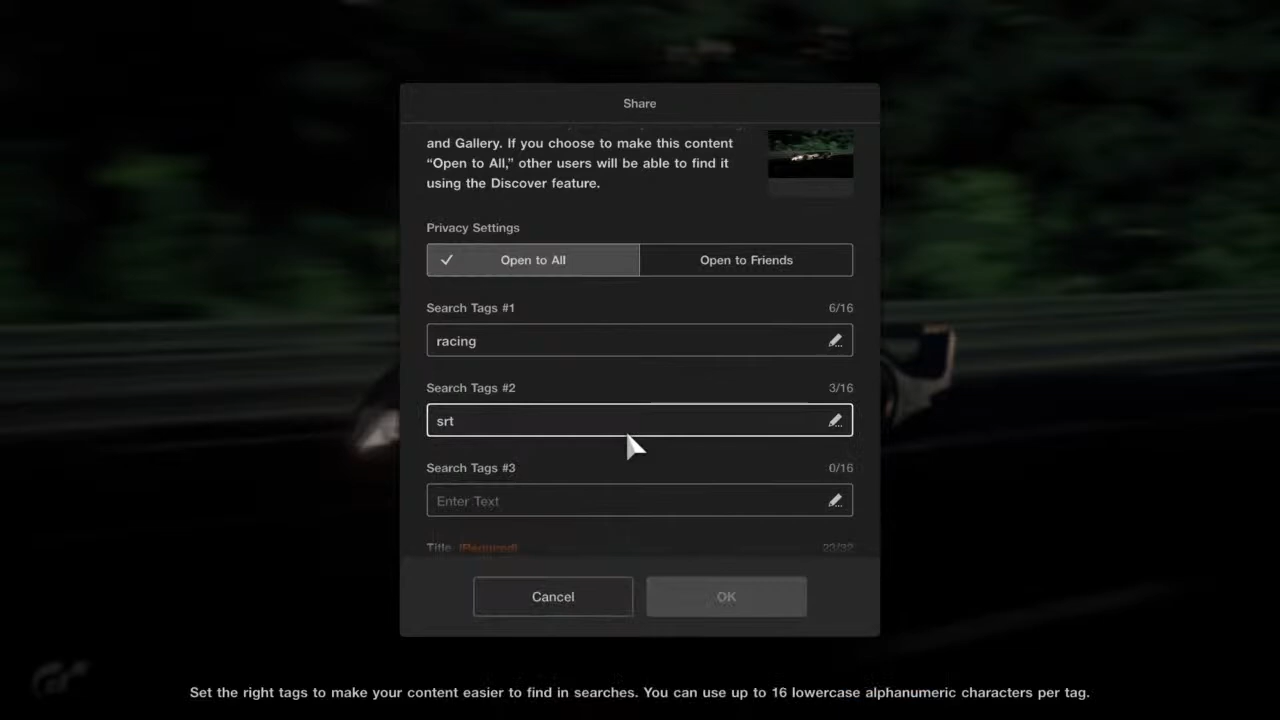 Share
and Gallery. If you choose to make this content
“Open to All,” other users will be able to find it
using the Discover feature.
Privacy Settings
Open to All
Open to Friends
Search Tags #1
6/16
racing
Search Tags #2
3/16
srt
Search Tags #3
0/16
Enter Text
Title [Required]
23/32
Cancel
OK
Set the right tags to make your content easier to find in searches. You can use up to 16 lowercase alphanumeric characters per tag.